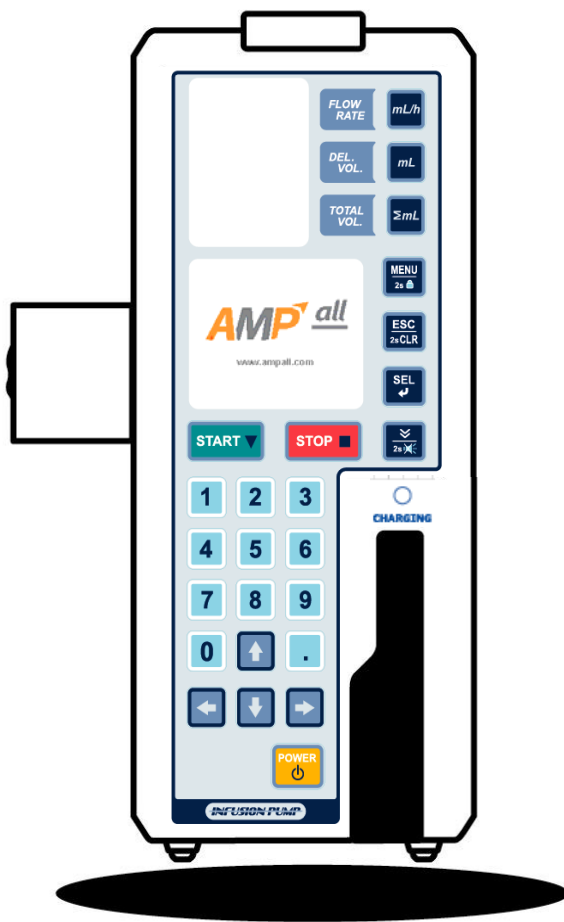 FLOW
RATE
mL/h
DEL.
VOL.
mL
TOTAL
VOL.
ΣmL
MENU
2s
AMP all
www.ampall.com
ESC
2s CLR
SEL
START
STOP
2s
1 2 3
CHARGING
4 5 6
7 8 9
0 .
POWER
INFUSION PUMP